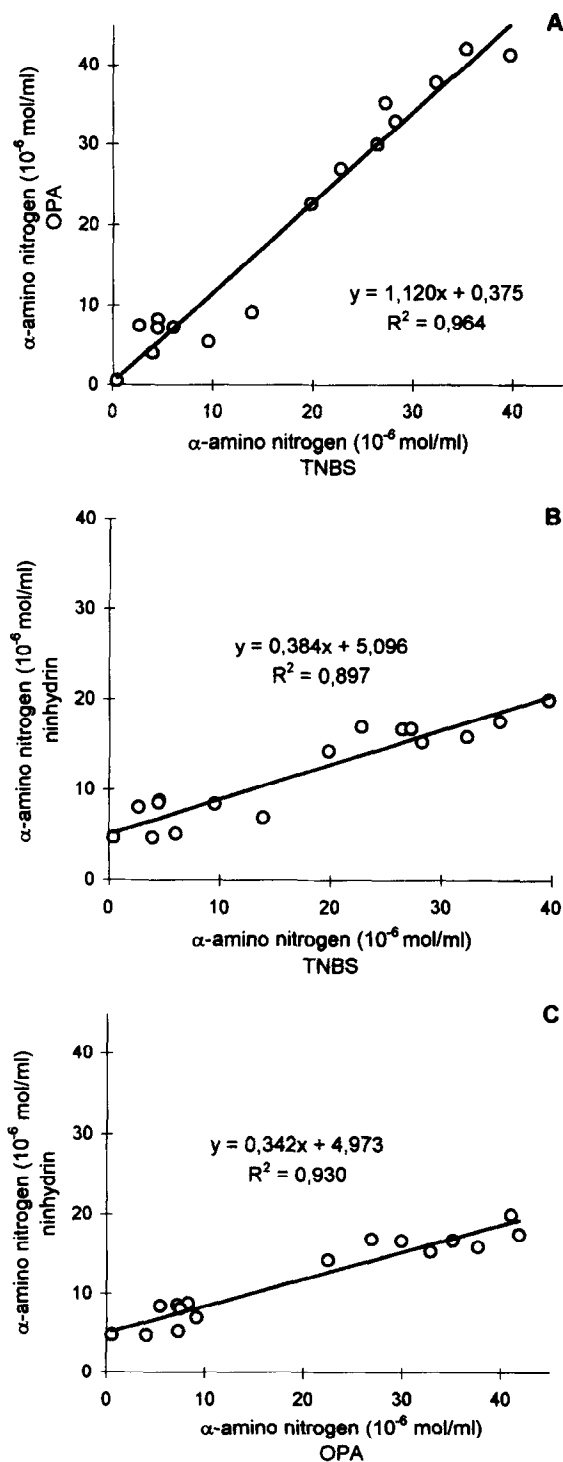 A
α-amino nitrogen (10⁻⁶ mol/ml)
OPA
40
30
20
10
0
y = 1,120x + 0,375
R² = 0,964
0 10 20 30 40
α-amino nitrogen (10⁻⁶ mol/ml)
TNBS
B
α-amino nitrogen (10⁻⁶ mol/ml)
ninhydrin
40
30
20
10
0
y = 0,384x + 5,096
R² = 0,897
0 10 20 30 40
α-amino nitrogen (10⁻⁶ mol/ml)
TNBS
C
α-amino nitrogen (10⁻⁶ mol/ml)
ninhydrin
40
30
20
10
0
y = 0,342x + 4,973
R² = 0,930
0 10 20 30 40
α-amino nitrogen (10⁻⁶ mol/ml)
OPA